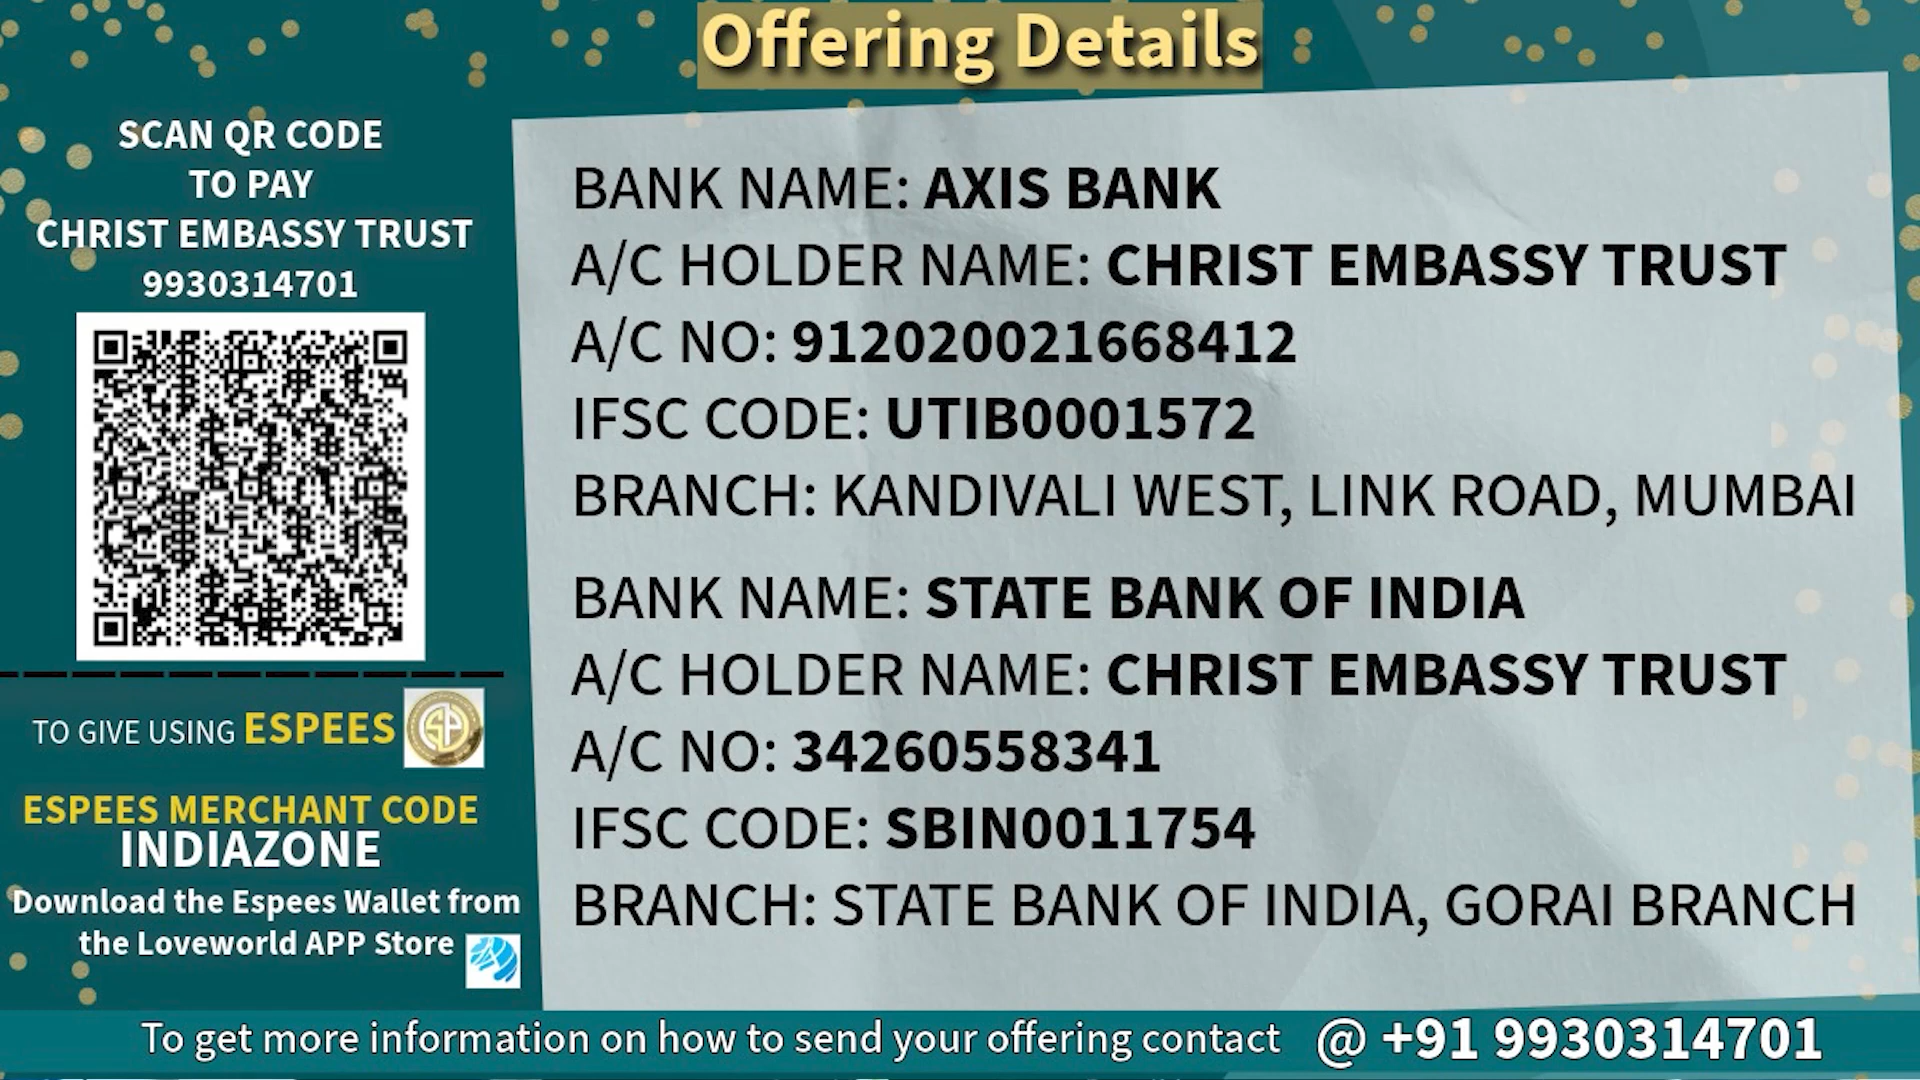 Offering Details
SCAN QR CODE
TO PAY
CHRIST EMBASSY TRUST
9930314701
TO GIVE USING ESPEES
ESPEES MERCHANT CODE
INDIAZONE
Download the Espees Wallet from
the Loveworld APP Store
BANK NAME: AXIS BANK
A/C HOLDER NAME: CHRIST EMBASSY TRUST
A/C NO: 912020021668412
IFSC CODE: UTIB0001572
BRANCH: KANDIVALI WEST, LINK ROAD, MUMBAI
BANK NAME: STATE BANK OF INDIA
A/C HOLDER NAME: CHRIST EMBASSY TRUST
A/C NO: 34260558341
IFSC CODE: SBIN0011754
BRANCH: STATE BANK OF INDIA, GORAI BRANCH
To get more information on how to send your offering contact @ +91 9930314701